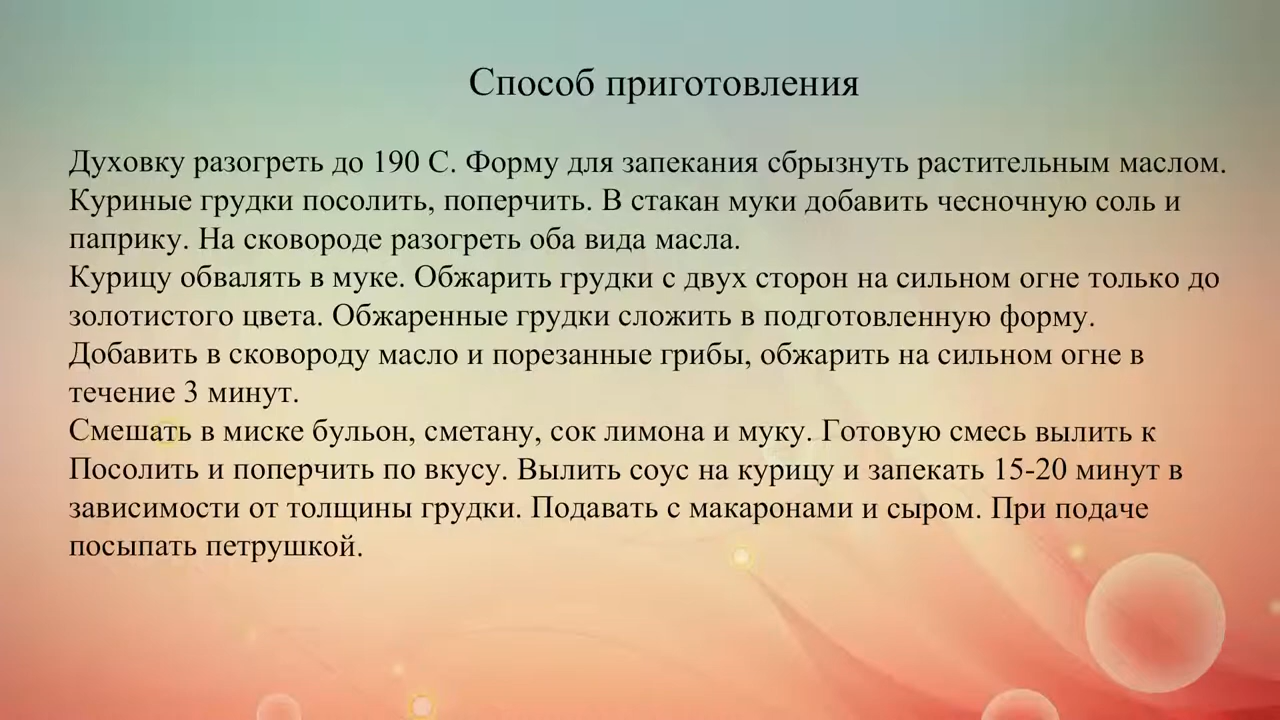 Способ приготовления
Духовку разогреть до 190 С. Форму для запекания сбрызнуть растительным маслом.
Куриные грудки посолить, поперчить. В стакан муки добавить чесночную соль и
паприку. На сковороде разогреть оба вида масла.
Курицу обвалять в муке. Обжарить грудки с двух сторон на сильном огне только до
золотистого цвета. Обжаренные грудки сложить в подготовленную форму.
Добавить в сковороду масло и порезанные грибы, обжарить на сильном огне в
течение 3 минут.
Смешать в миске бульон, сметану, сок лимона и муку. Готовую смесь вылить к
Посолить и поперчить по вкусу. Вылить соус на курицу и запекать 15-20 минут в
зависимости от толщины грудки. Подавать с макаронами и сыром. При подаче
посыпать петрушкой.